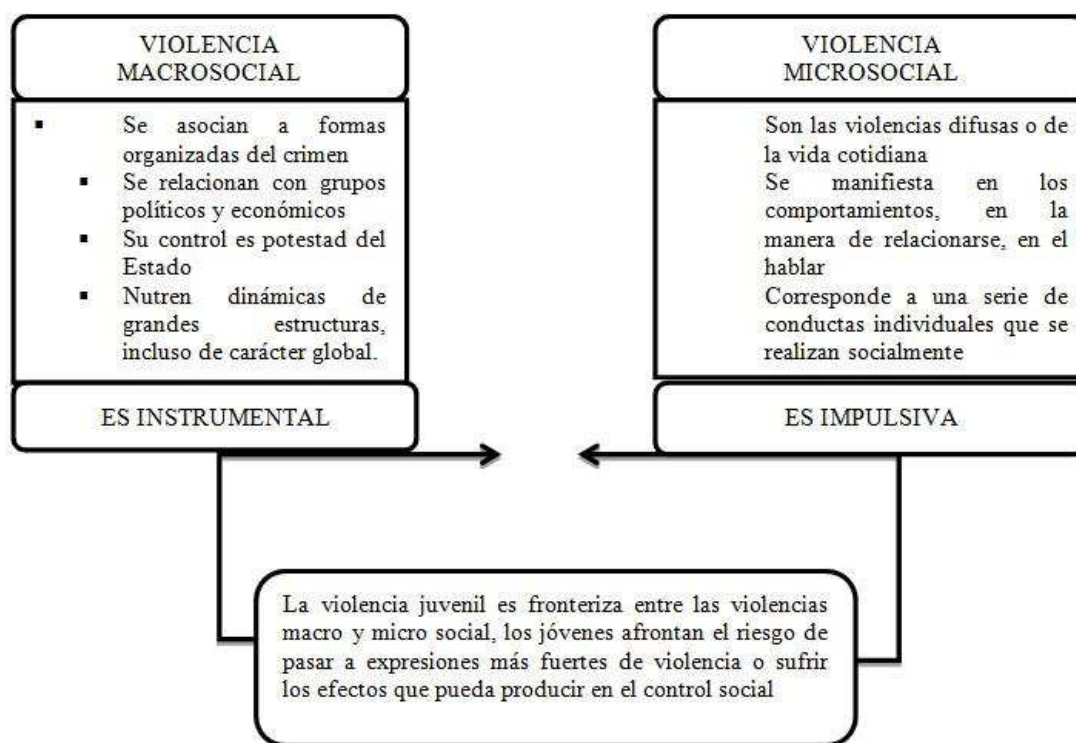 VIOLENCIA
MACROSOCIAL
▪ Se asocian a formas
organizadas del crimen
▪ Se relacionan con grupos
políticos y económicos
▪ Su control es potestad del
Estado
▪ Nutren dinámicas de
grandes estructuras,
incluso de carácter global.
ES INSTRUMENTAL
VIOLENCIA
MICROSOCIAL
Son las violencias difusas o de
la vida cotidiana
Se manifiesta en los
comportamientos, en la
manera de relacionarse, en el
hablar
Corresponde a una serie de
conductas individuales que se
realizan socialmente
ES IMPULSIVA
La violencia juvenil es fronteriza entre las violencias
macro y micro social, los jóvenes afrontan el riesgo de
pasar a expresiones más fuertes de violencia o sufrir
los efectos que pueda producir en el control social